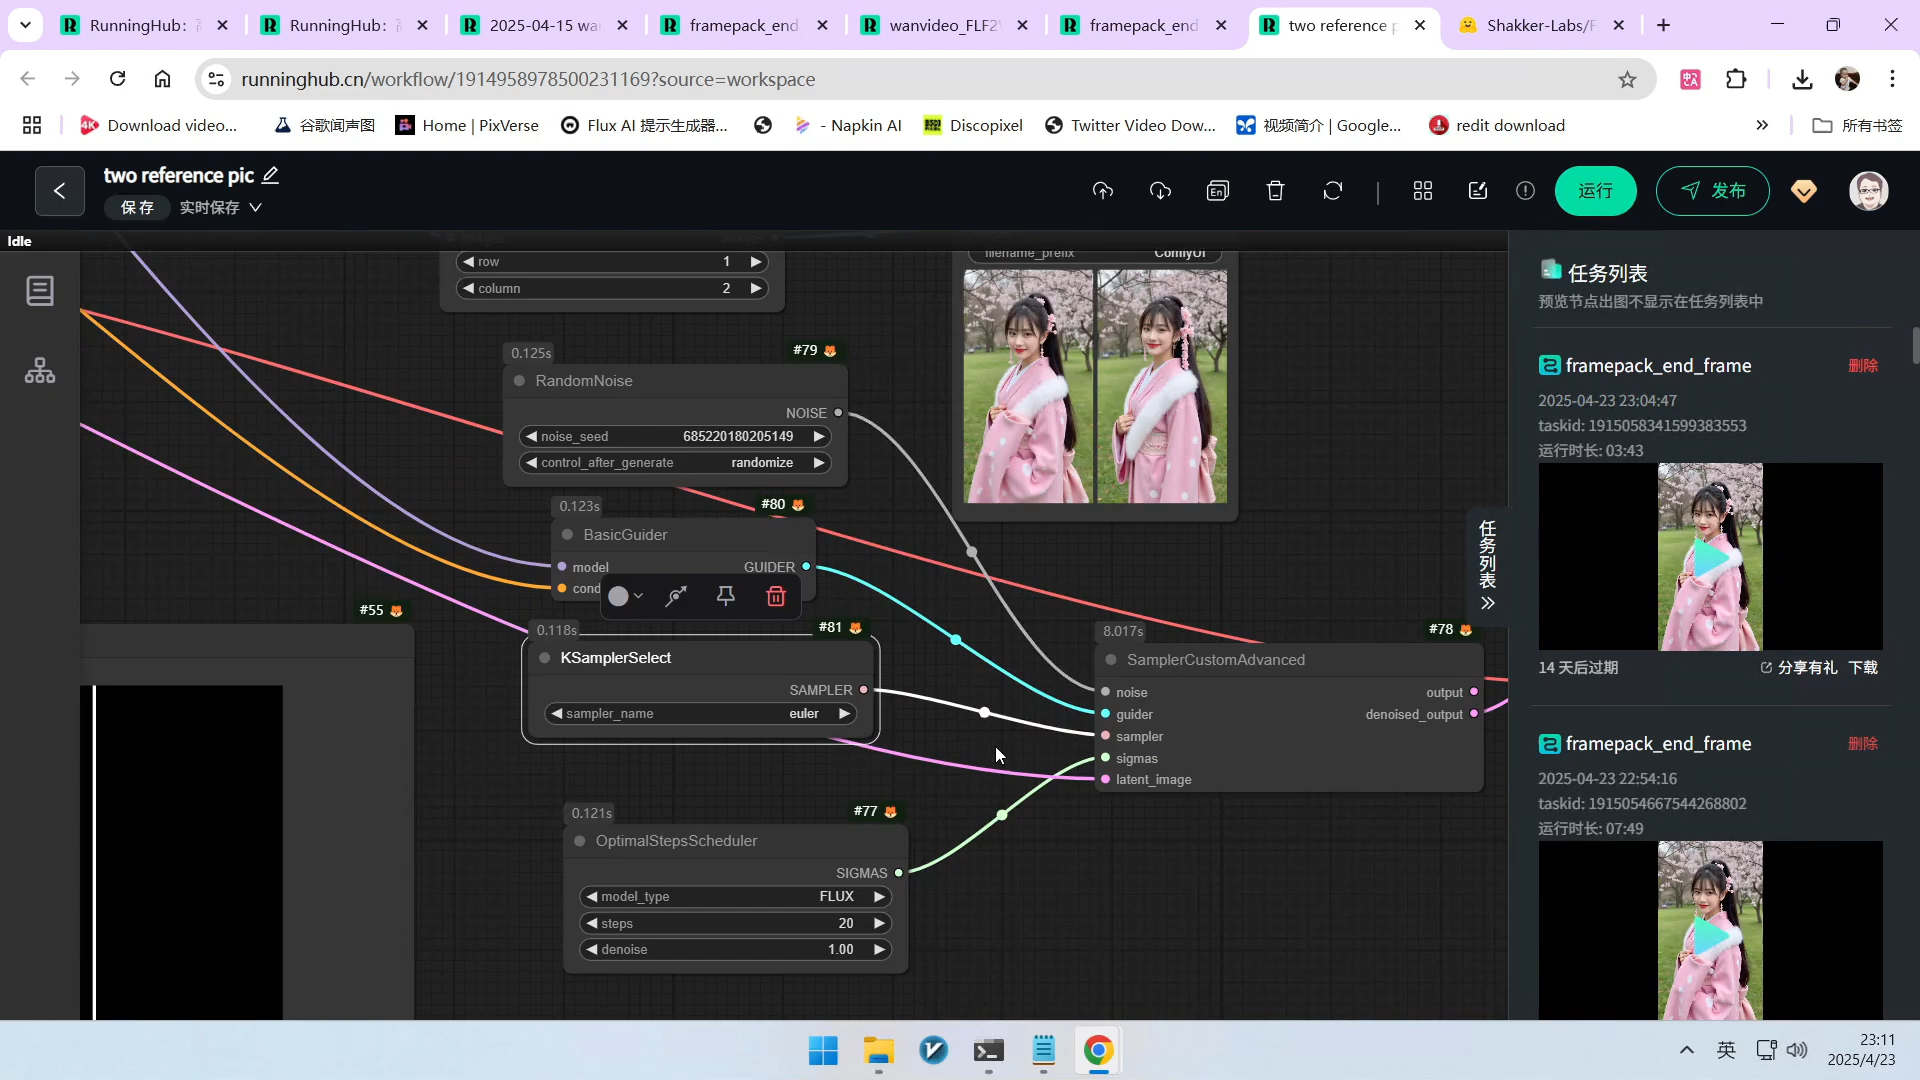 RunningHub: 高
RunningHub: 高
2025-04-15 wa
framepack_end
wanvideo_FLF2
framepack_end
two reference p
Shakker-Labs/F
runninghub.cn/workflow/1914958978500231169?source=workspace
Download video...
谷歌闻声图
Home | PixVerse
Flux AI 提示生成器...
- Napkin AI
Discopixel
Twitter Video Dow...
视频简介 | Google...
redit download
»
所有书签
two reference pic
保存
实时保存
En
运行
发布
Idle
row
1
column
2
filename_prefix
ComfyUI
0.125s
#79
RandomNoise
NOISE
noise_seed
685220180205149
control_after_generate
randomize
0.123s
#80
BasicGuider
model
GUIDER
cond
#55
0.118s
#81
KSamplerSelect
SAMPLER
sampler_name
euler
8.017s
#78
SamplerCustomAdvanced
noise
output
guider
denoised_output
sampler
sigmas
latent_image
0.121s
#77
OptimalStepsScheduler
SIGMAS
model_type
FLUX
steps
20
denoise
1.00
任务列表
任务列表
预览节点出图不显示在任务列表中
framepack_end_frame
删除
2025-04-23 23:04:47
taskid: 1915058341599383553
运行时长: 03:43
14 天后过期
分享有礼
下载
framepack_end_frame
删除
2025-04-23 22:54:16
taskid: 1915054667544268802
运行时长: 07:49
英
23:11
2025/4/23